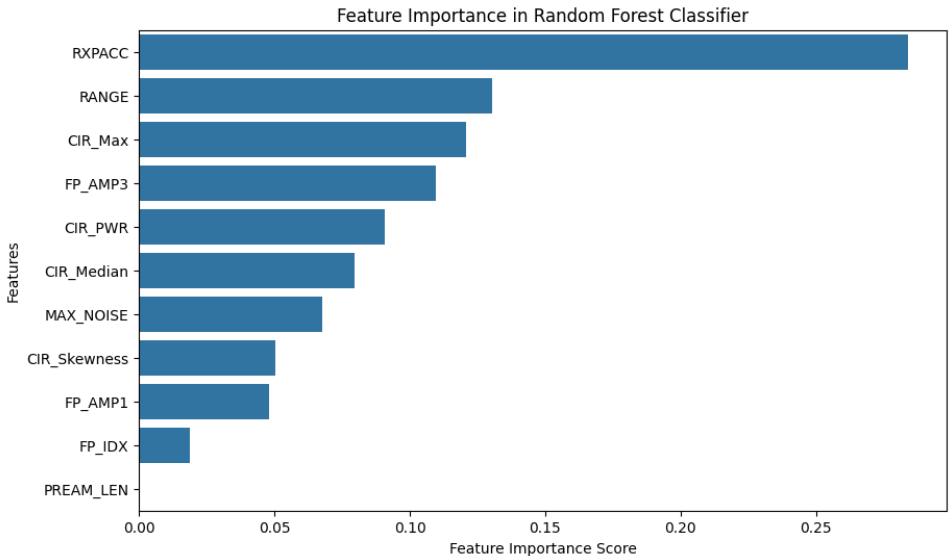 Feature Importance in Random Forest Classifier
RXPACC
RANGE
CIR_Max
FP_AMP3
CIR_PWR
CIR_Median
MAX_NOISE
CIR_Skewness
FP_AMP1
FP_IDX
PREAM_LEN
Features
0.00 0.05 0.10 0.15 0.20 0.25
Feature Importance Score